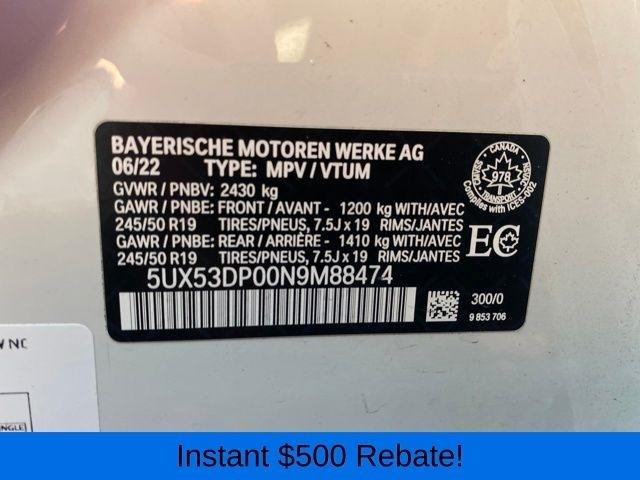 BAYERISCHE MOTOREN WERKE AG
06/22 TYPE: MPV / VTUM
GVWR / PNBV: 2430 kg
GAWR / PNBE: FRONT / AVANT - 1200 kg WITH/AVEC
245/50 R19 TIRES/PNEUS, 7.5J x 19 RIMS/JANTES
GAWR / PNBE: REAR / ARRIÈRE - 1410 kg WITH/AVEC
245/50 R19 TIRES/PNEUS, 7.5J x 19 RIMS/JANTES
5UX53DP00N9M88474
CANADA
978
TRANSPORT
Complies with ICES-002
EC
300/0
9 853 706
INGLE
Instant $500 Rebate!